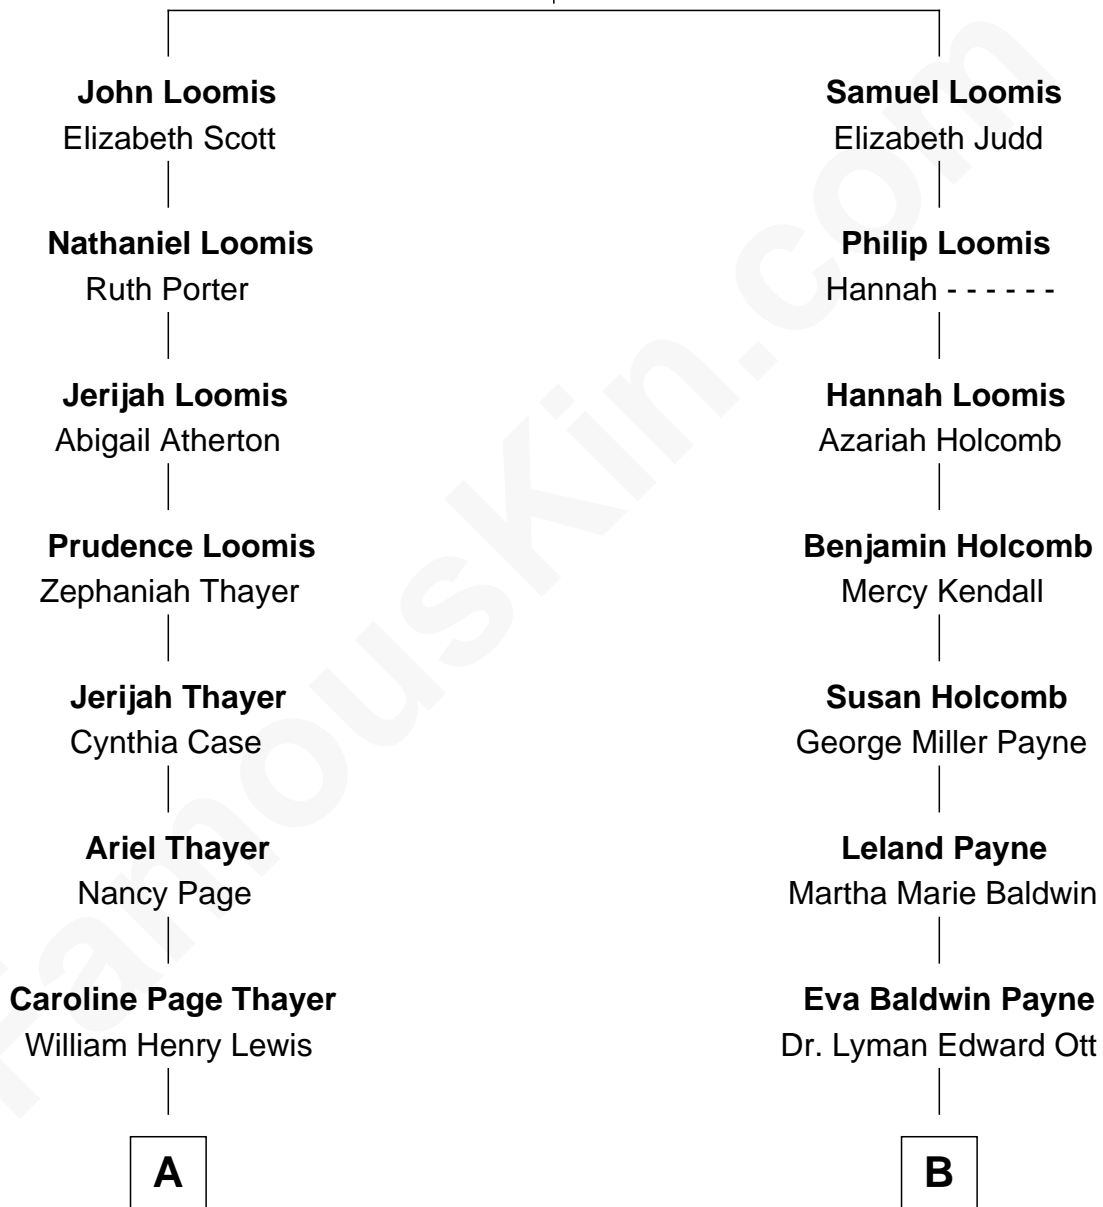 John Loomis
Elizabeth Scott
Nathaniel Loomis
Ruth Porter
Jerijah Loomis
Abigail Atherton
Prudence Loomis
Zephaniah Thayer
Jerijah Thayer
Cynthia Case
Ariel Thayer
Nancy Page
Caroline Page Thayer
William Henry Lewis
A
Samuel Loomis
Elizabeth Judd
Philip Loomis
Hannah - - - - - -
Hannah Loomis
Azariah Holcomb
Benjamin Holcomb
Mercy Kendall
Susan Holcomb
George Miller Payne
Leland Payne
Martha Marie Baldwin
Eva Baldwin Payne
Dr. Lyman Edward Ott
B
FamousKin.com